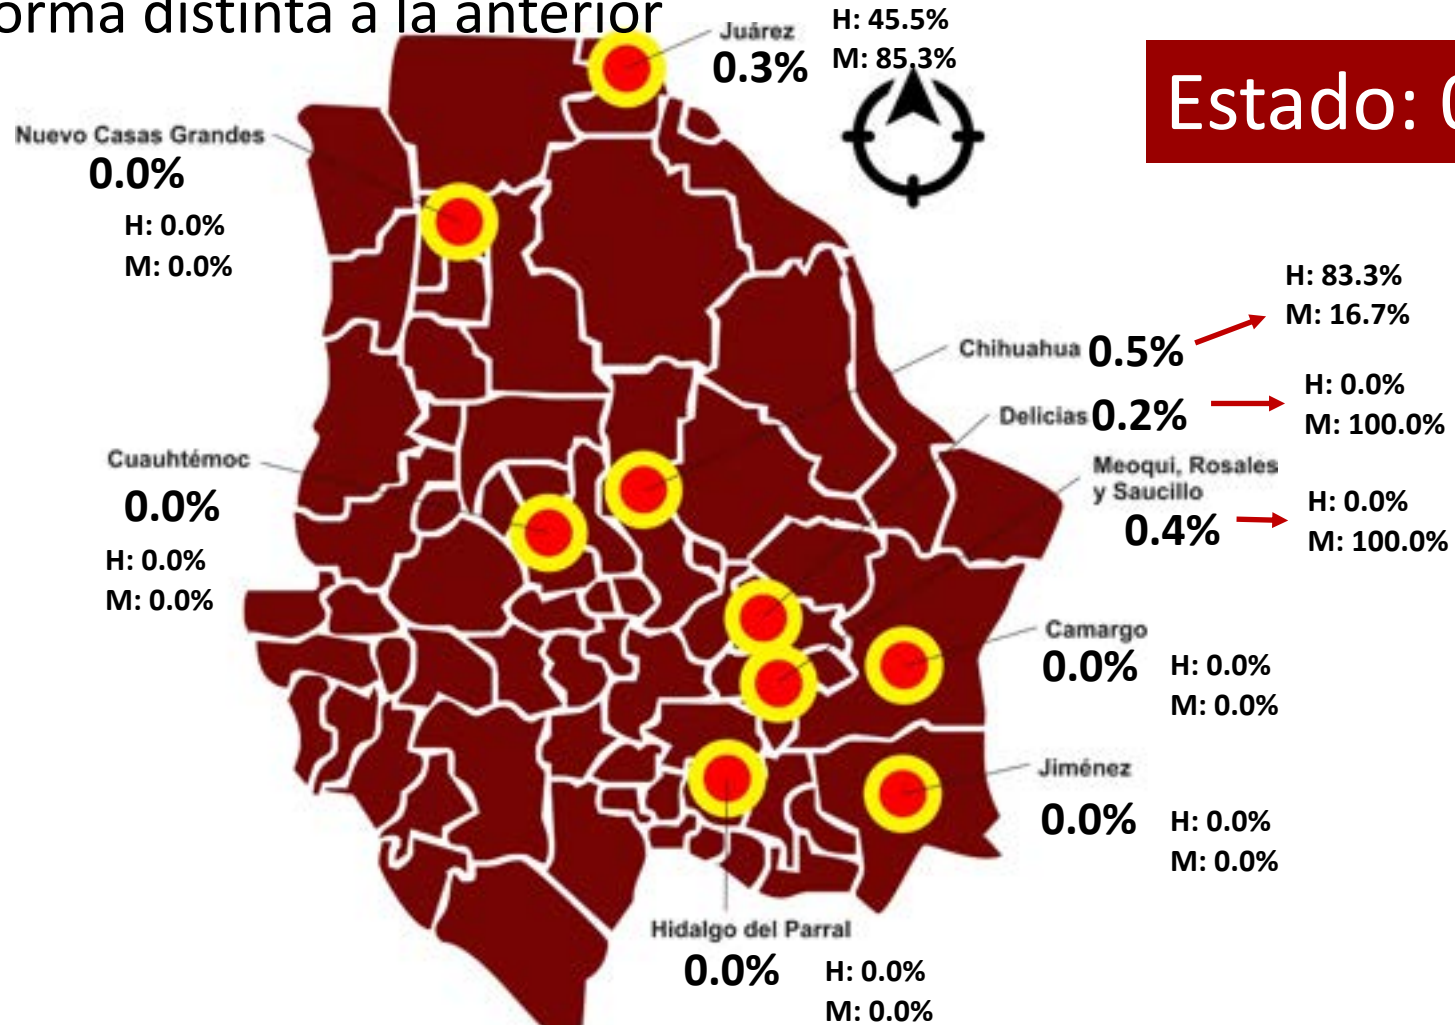 orma distinta a la anterior
Juárez
0.3%
H: 45.5%
M: 85.3%
Estado: 0
Nuevo Casas Grandes
0.0%
H: 0.0%
M: 0.0%
H: 83.3%
M: 16.7%
Chihuahua 0.5%
Delicias 0.2%
H: 0.0%
M: 100.0%
Cuauhtémoc
0.0%
H: 0.0%
M: 0.0%
Meoqui, Rosales
y Saucillo
0.4%
H: 0.0%
M: 100.0%
Camargo
0.0%
H: 0.0%
M: 0.0%
Jiménez
0.0%
H: 0.0%
M: 0.0%
Hidalgo del Parral
0.0%
H: 0.0%
M: 0.0%